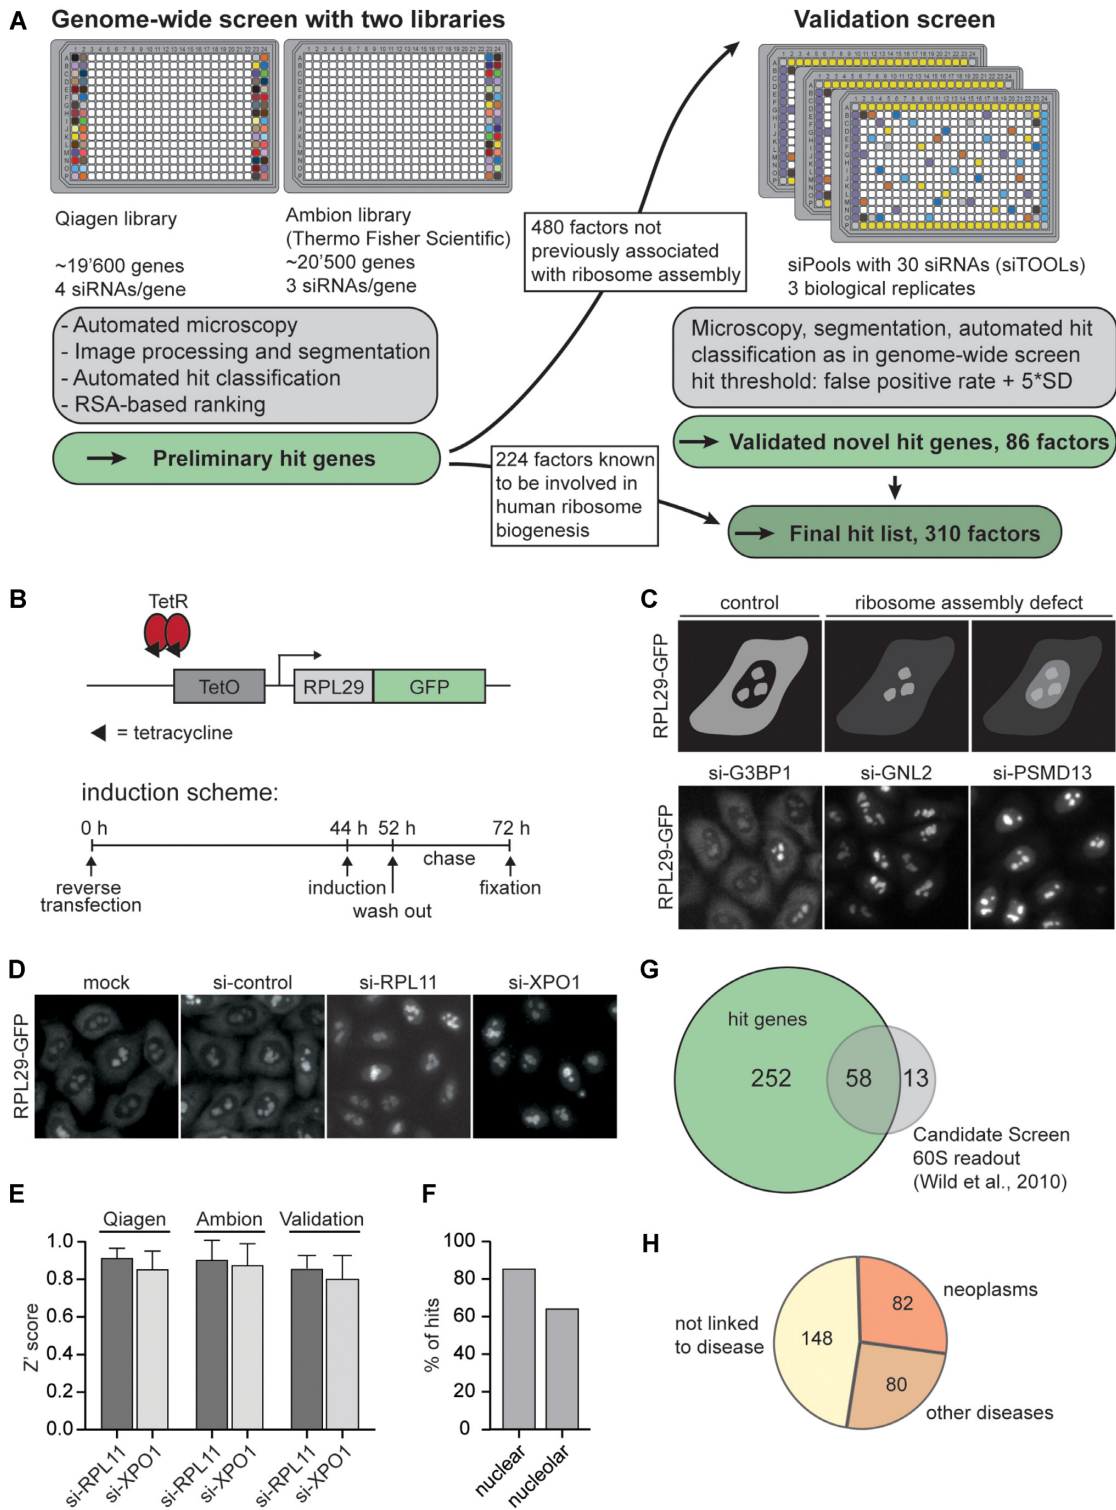 A
Genome-wide screen with two libraries
Validation screen
Qiagen library
~19'600 genes
4 siRNAs/gene
Ambion library
(Thermo Fisher Scientific)
~20'500 genes
3 siRNAs/gene
- Automated microscopy
- Image processing and segmentation
- Automated hit classification
- RSA-based ranking
Preliminary hit genes
480 factors not
previously associated
with ribosome assembly
224 factors known
to be involved in
human ribosome
biogenesis
siPools with 30 siRNAs (siTOOLs)
3 biological replicates
Microscopy, segmentation, automated hit
classification as in genome-wide screen
hit threshold: false positive rate + 5*SD
Validated novel hit genes, 86 factors
Final hit list, 310 factors
B
TetR
TetO
RPL29
GFP
= tetracycline
induction scheme:
0 h
44 h
52 h
72 h
chase
reverse
transfection
induction
wash out
fixation
C
control
ribosome assembly defect
RPL29-GFP
si-G3BP1
si-GNL2
si-PSMD13
RPL29-GFP
D
mock
si-control
si-RPL11
si-XPO1
RPL29-GFP
E
Qiagen
Ambion
Validation
Z' score
1.0
0.8
0.6
0.4
0.2
0.0
si-RPL11
si-XPO1
si-RPL11
si-XPO1
si-RPL11
si-XPO1
F
% of hits
100
80
60
40
20
0
nuclear
nucleolar
G
hit genes
252
58
13
Candidate Screen
60S readout
(Wild et al., 2010)
H
not linked
to disease
148
82
neoplasms
80
other diseases